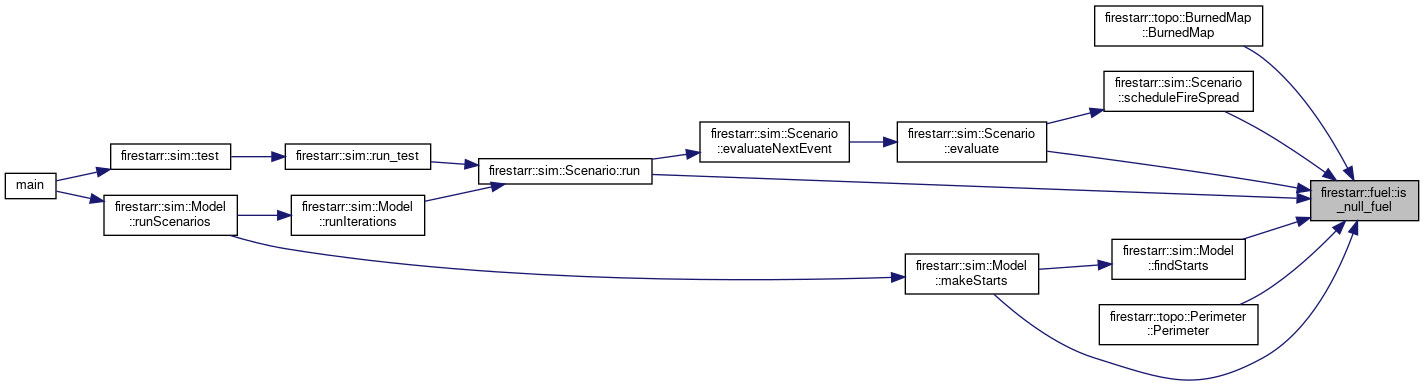 firestarr::topo::BurnedMap
::BurnedMap
firestarr::sim::Scenario
::scheduleFireSpread
firestarr::sim::Scenario
::evaluateNextEvent
firestarr::sim::Scenario
::evaluate
firestarr::sim::test
firestarr::sim::run_test
firestarr::sim::Scenario::run
main
firestarr::fuel::is
_null_fuel
firestarr::sim::Model
::runScenarios
firestarr::sim::Model
::runIterations
firestarr::sim::Model
::findStarts
firestarr::sim::Model
::makeStarts
firestarr::topo::Perimeter
::Perimeter